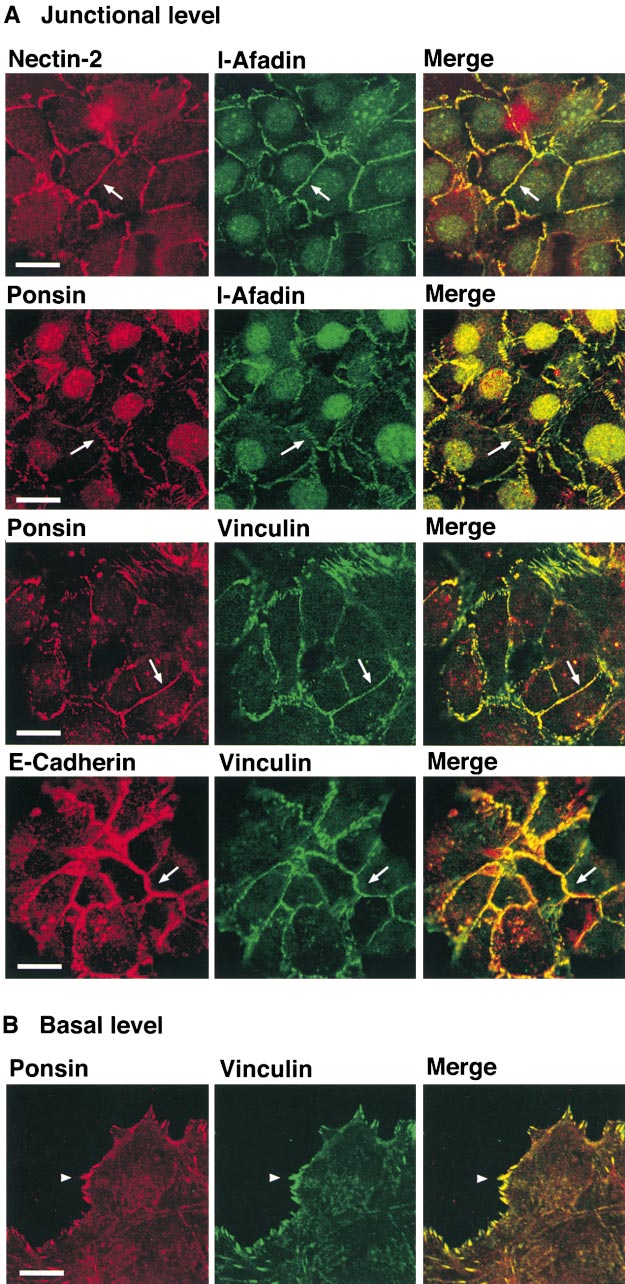 A Junctional level
Nectin-2 l-Afadin Merge
Ponsin l-Afadin Merge
Ponsin Vinculin Merge
E-Cadherin Vinculin Merge
B Basal level
Ponsin Vinculin Merge